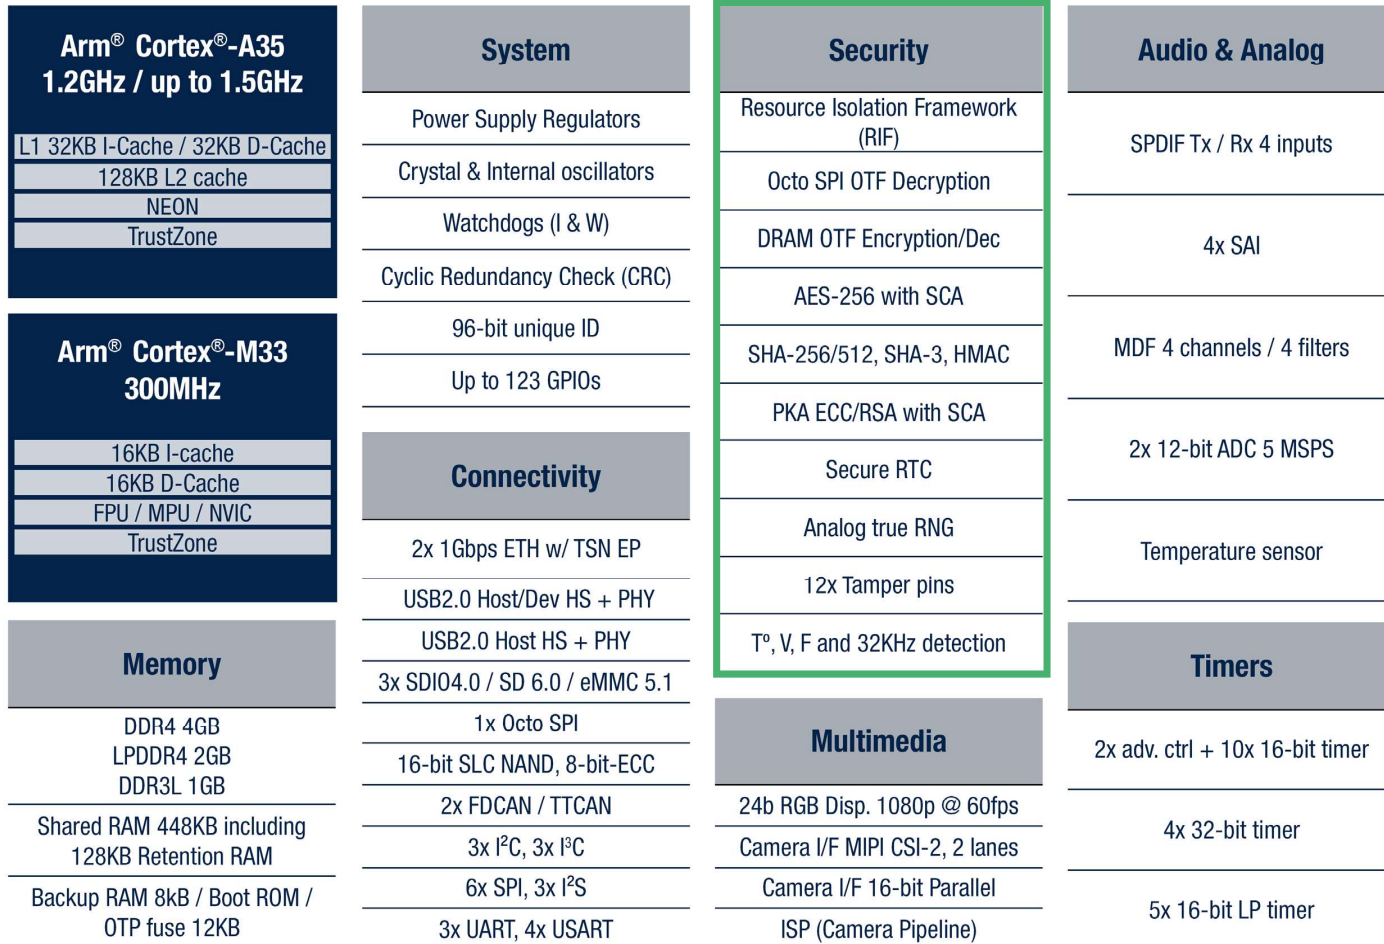 Arm® Cortex®-A35
1.2GHz / up to 1.5GHz
L1 32KB I-Cache / 32KB D-Cache
128KB L2 cache
NEON
TrustZone
Arm® Cortex®-M33
300MHz
16KB I-cache
16KB D-Cache
FPU / MPU / NVIC
TrustZone
Memory
DDR4 4GB
LPDDR4 2GB
DDR3L 1GB
Shared RAM 448KB including
128KB Retention RAM
Backup RAM 8kB / Boot ROM /
OTP fuse 12KB
System
Power Supply Regulators
Crystal & Internal oscillators
Watchdogs (I & W)
Cyclic Redundancy Check (CRC)
96-bit unique ID
Up to 123 GPIOs
Connectivity
2x 1Gbps ETH w/ TSN EP
USB2.0 Host/Dev HS + PHY
USB2.0 Host HS + PHY
3x SDIO4.0 / SD 6.0 / eMMC 5.1
1x Octo SPI
16-bit SLC NAND, 8-bit-ECC
2x FDCAN / TTCAN
3x I²C, 3x I³C
6x SPI, 3x I²S
3x UART, 4x USART
Security
Resource Isolation Framework
(RIF)
Octo SPI OTF Decryption
DRAM OTF Encryption/Dec
AES-256 with SCA
SHA-256/512, SHA-3, HMAC
PKA ECC/RSA with SCA
Secure RTC
Analog true RNG
12x Tamper pins
Tº, V, F and 32KHz detection
Multimedia
24b RGB Disp. 1080p @ 60fps
Camera I/F MIPI CSI-2, 2 lanes
Camera I/F 16-bit Parallel
ISP (Camera Pipeline)
Audio & Analog
SPDIF Tx / Rx 4 inputs
4x SAI
MDF 4 channels / 4 filters
2x 12-bit ADC 5 MSPS
Temperature sensor
Timers
2x adv. ctrl + 10x 16-bit timer
4x 32-bit timer
5x 16-bit LP timer